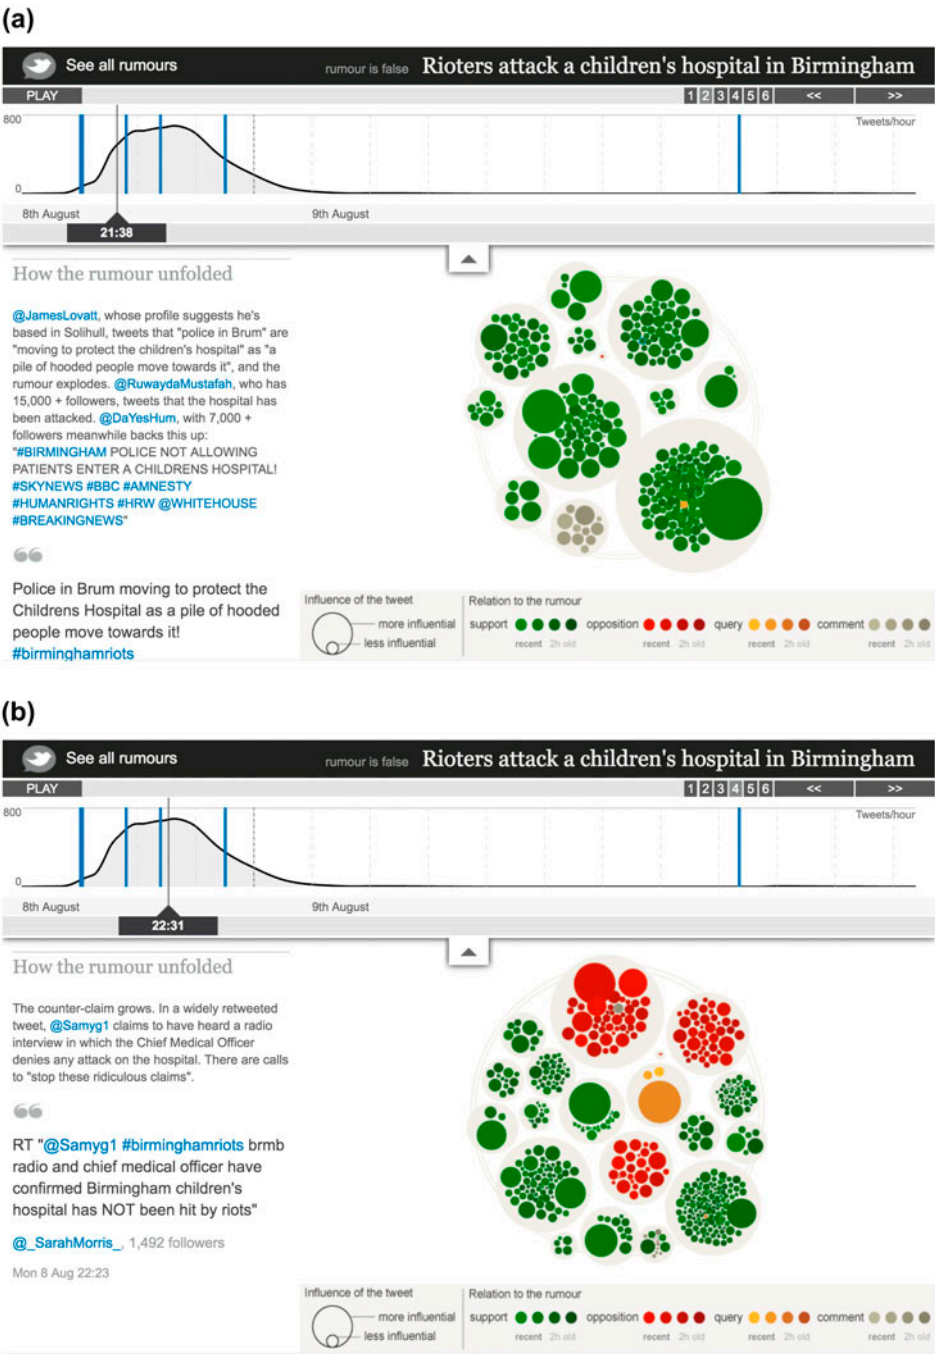 (a)
See all rumours
rumour is false Rioters attack a children's hospital in Birmingham
PLAY
1 2 3 4 5 6 << >>
800
Tweets/hour
0
8th August
9th August
21:38
How the rumour unfolded
@JamesLovatt, whose profile suggests he's
based in Solihull, tweets that "police in Brum" are
"moving to protect the children's hospital" as "a
pile of hooded people move towards it", and the
rumour explodes. @RuwaydaMustafah, who has
15,000 + followers, tweets that the hospital has
been attacked. @DaYesHum, with 7,000 +
followers meanwhile backs this up:
"#BIRMINGHAM POLICE NOT ALLOWING
PATIENTS ENTER A CHILDRENS HOSPITAL!
#SKYNEWS #BBC #AMNESTY
#HUMANRIGHTS #HRW @WHITEHOUSE
#BREAKINGNEWS"
Police in Brum moving to protect the
Childrens Hospital as a pile of hooded
people move towards it!
#birminghamriots
Influence of the tweet
more influential
less influential
Relation to the rumour
support opposition query comment
recent 2h old recent 2h old recent 2h old recent 2h old
(b)
See all rumours
rumour is false Rioters attack a children's hospital in Birmingham
PLAY
1 2 3 4 5 6 << >>
800
Tweets/hour
0
8th August
9th August
22:31
How the rumour unfolded
The counter-claim grows. In a widely retweeted
tweet, @Samyg1 claims to have heard a radio
interview in which the Chief Medical Officer
denies any attack on the hospital. There are calls
to "stop these ridiculous claims".
RT "@Samyg1 #birminghamriots brmb
radio and chief medical officer have
confirmed Birmingham children's
hospital has NOT been hit by riots"
@_SarahMorris_, 1,492 followers
Mon 8 Aug 22:23
Influence of the tweet
more influential
less influential
Relation to the rumour
support opposition query comment
recent 2h old recent 2h old recent 2h old recent 2h old